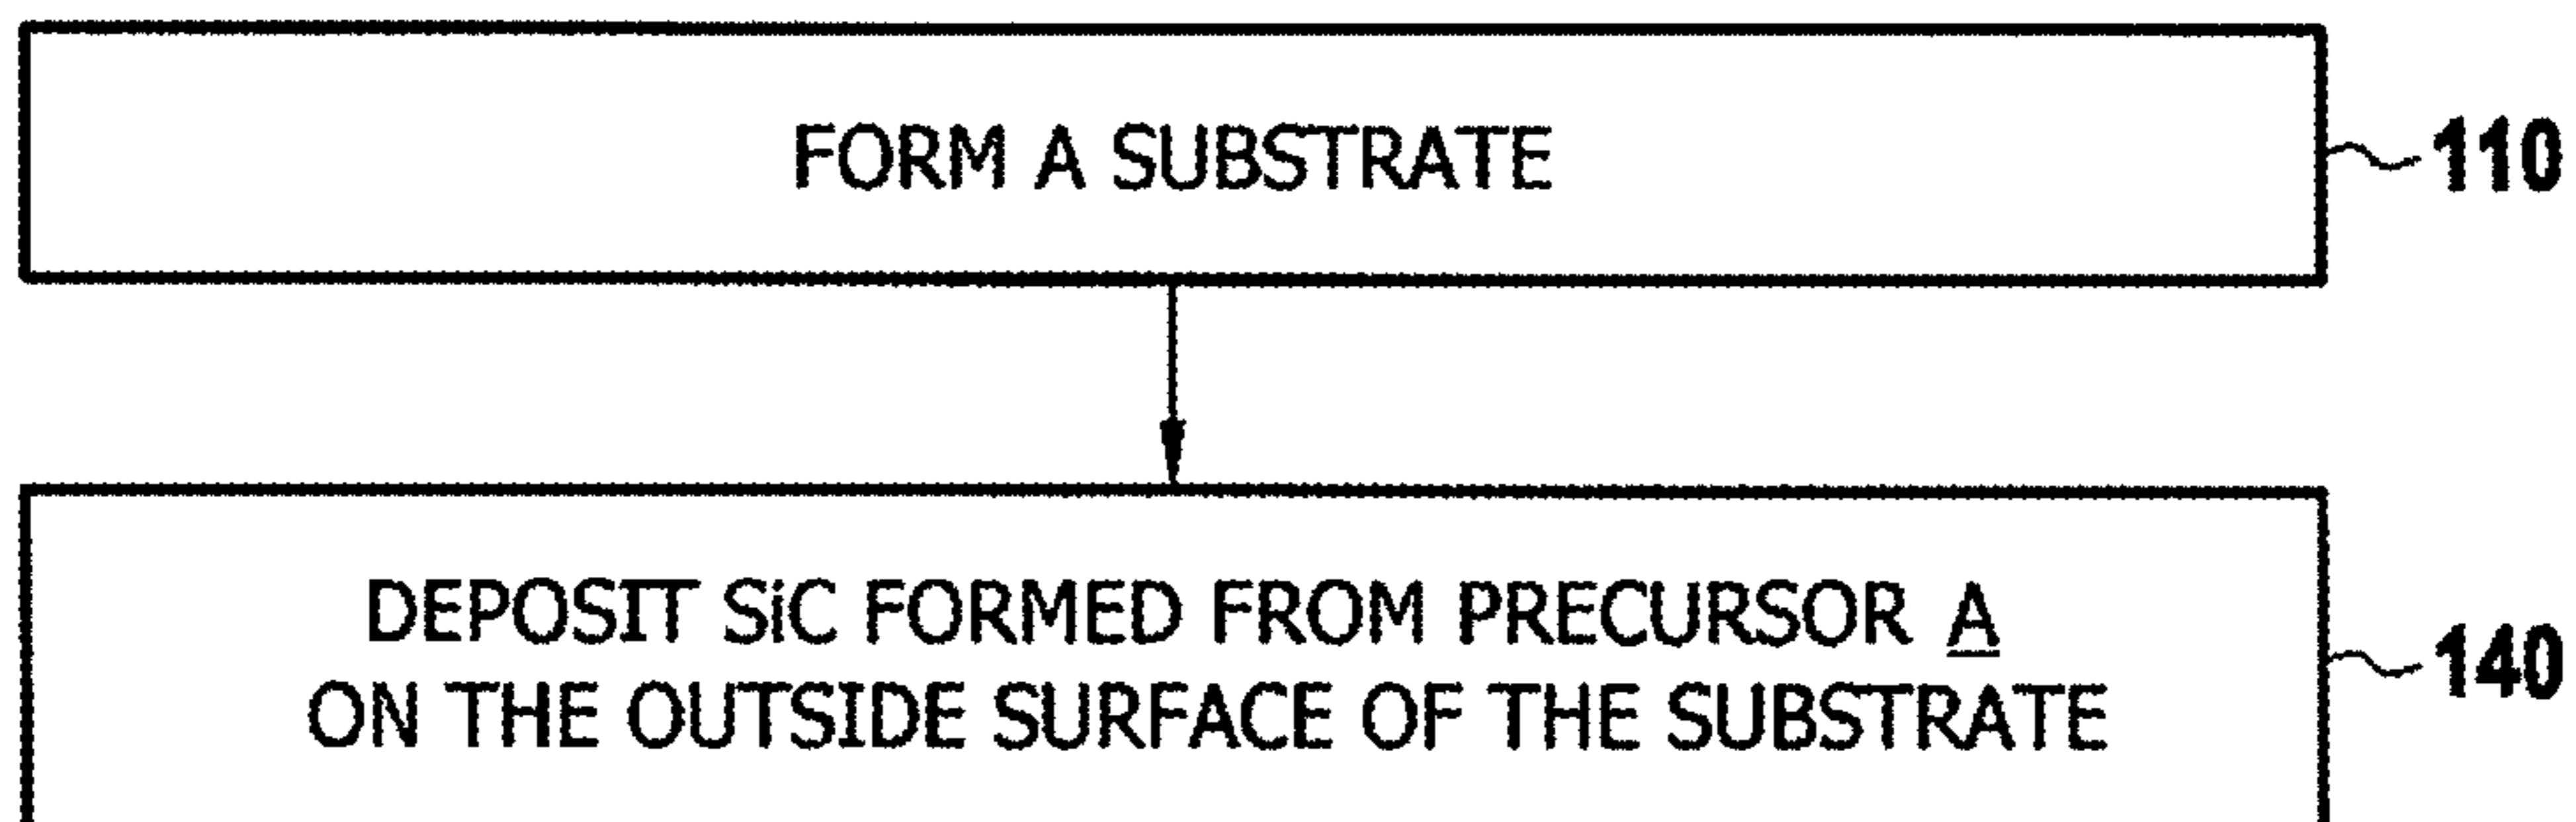 FORM A SUBSTRATE
110
DEPOSIT SiC FORMED FROM PRECURSOR A
ON THE OUTSIDE SURFACE OF THE SUBSTRATE
140